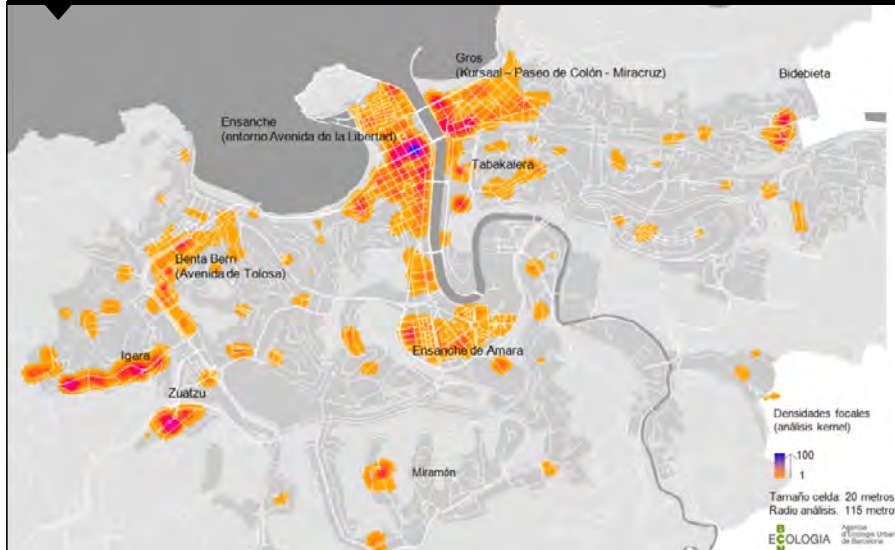 Gros
(Kursaal – Paseo de Colón - Miracruz)
Bidebieta
Ensanche
(entorno Avenida de la Libertad)
Tabakalera
Benta Berri
(Avenida de Tolosa)
Igara
Ensanche de Amara
Zuatzu
Miramón
Densidades focales
(análisis kernel)
100
1
Tamaño celda: 20 metros
Radio análisis: 115 metro
BCN
ECOLOGIA
Agencia
d'Ecologia Urban
de Barcelona